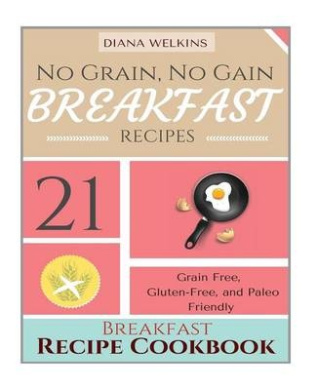 DIANA WELKINS
NO GRAIN, NO GAIN
BREAKFAST
RECIPES
21
Grain Free,
Gluten-Free, and Paleo
Friendly
BREAKFAST
RECIPE COOKBOOK